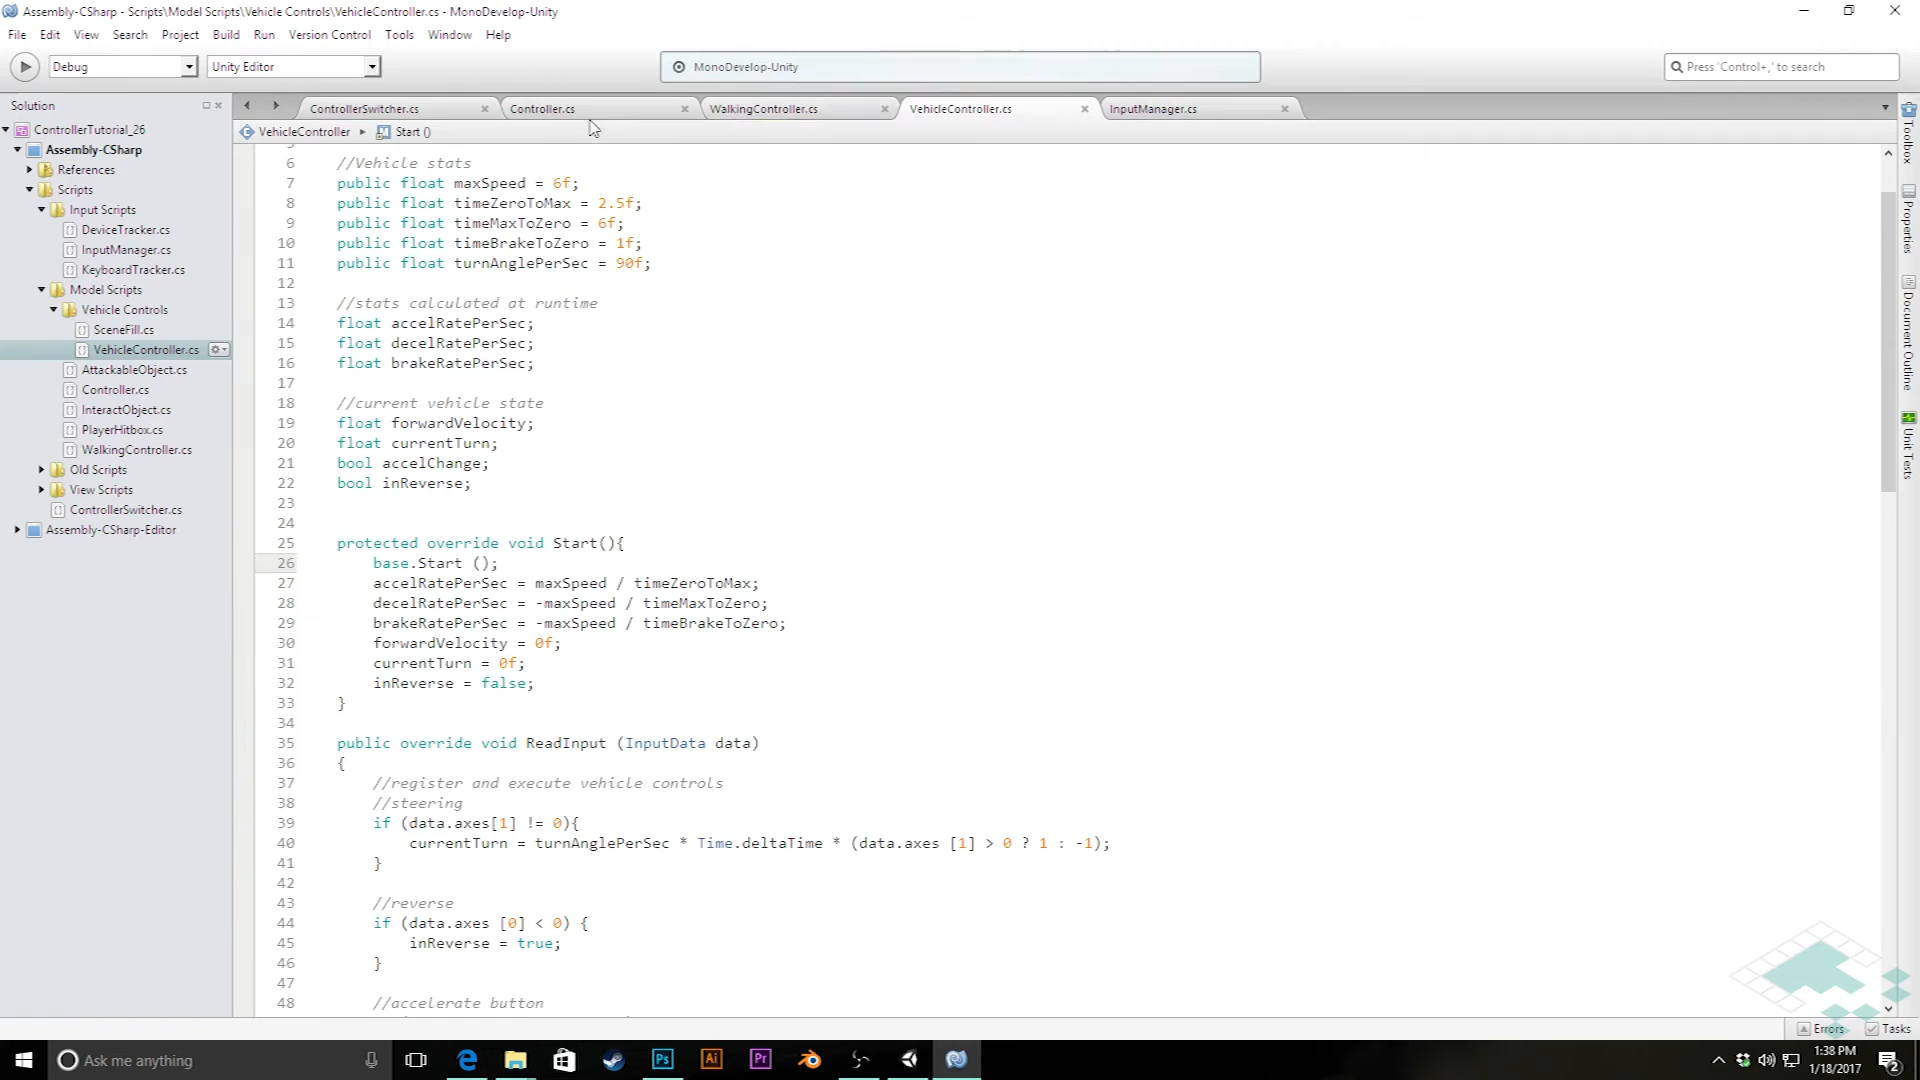 Assembly-CSharp - Scripts\Model Scripts\Vehicle Controls\VehicleController.cs - MonoDevelop-Unity
File Edit View Search Project Build Run Version Control Tools Window Help
Debug Unity Editor MonoDevelop-Unity Press 'Control+,' to search
Solution
ControllerTutorial_26
Assembly-CSharp
References
Scripts
Input Scripts
DeviceTracker.cs
InputManager.cs
KeyboardTracker.cs
Model Scripts
Vehicle Controls
SceneFill.cs
VehicleController.cs
AttackableObject.cs
Controller.cs
InteractObject.cs
PlayerHitbox.cs
WalkingController.cs
Old Scripts
View Scripts
ControllerSwitcher.cs
Assembly-CSharp-Editor
ControllerSwitcher.cs Controller.cs WalkingController.cs VehicleController.cs InputManager.cs
VehicleController Start ()
6 //Vehicle stats
7 public float maxSpeed = 6f;
8 public float timeZeroToMax = 2.5f;
9 public float timeMaxToZero = 6f;
10 public float timeBrakeToZero = 1f;
11 public float turnAnglePerSec = 90f;
12
13 //stats calculated at runtime
14 float accelRatePerSec;
15 float decelRatePerSec;
16 float brakeRatePerSec;
17
18 //current vehicle state
19 float forwardVelocity;
20 float currentTurn;
21 bool accelChange;
22 bool inReverse;
23
24
25 protected override void Start(){
26 base.Start ();
27 accelRatePerSec = maxSpeed / timeZeroToMax;
28 decelRatePerSec = -maxSpeed / timeMaxToZero;
29 brakeRatePerSec = -maxSpeed / timeBrakeToZero;
30 forwardVelocity = 0f;
31 currentTurn = 0f;
32 inReverse = false;
33 }
34
35 public override void ReadInput (InputData data)
36 {
37 //register and execute vehicle controls
38 //steering
39 if (data.axes[1] != 0){
40 currentTurn = turnAnglePerSec * Time.deltaTime * (data.axes [1] > 0 ? 1 : -1);
41 }
42
43 //reverse
44 if (data.axes [0] < 0) {
45 inReverse = true;
46 }
47
48 //accelerate button
Toolbox
Properties
Document Outline
Unit Tests
Errors Tasks
Ask me anything
Ps Ai Pr
1:38 PM
1/18/2017
2